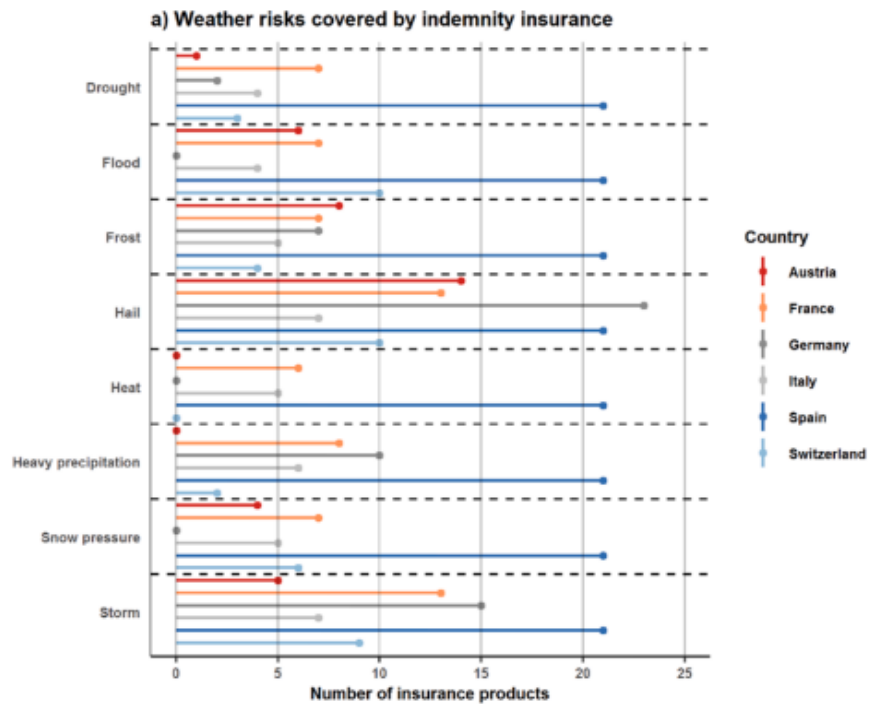 a) Weather risks covered by indemnity insurance
Drought
Flood
Frost
Hail
Heat
Heavy precipitation
Snow pressure
Storm
0 5 10 15 20 25
Number of insurance products
Country
Austria
France
Germany
Italy
Spain
Switzerland